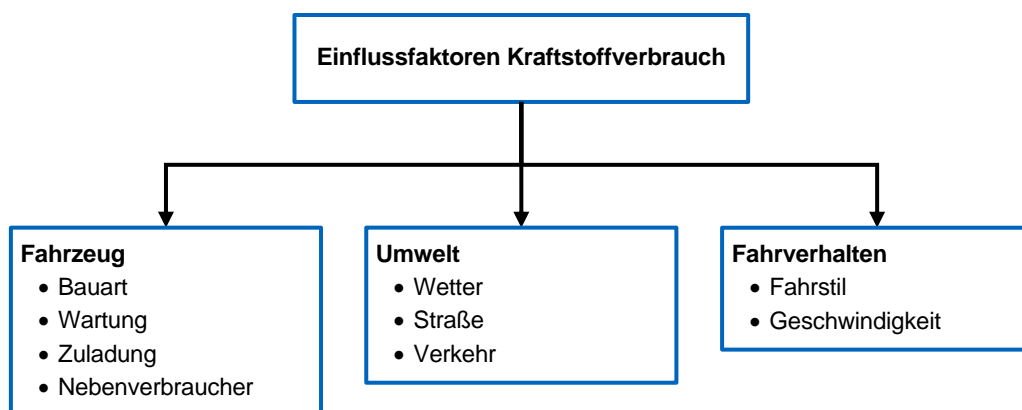 Einflussfaktoren Kraftstoffverbrauch
Fahrzeug
• Bauart
• Wartung
• Zuladung
• Nebenverbraucher
Umwelt
• Wetter
• Straße
• Verkehr
Fahrverhalten
• Fahrstil
• Geschwindigkeit